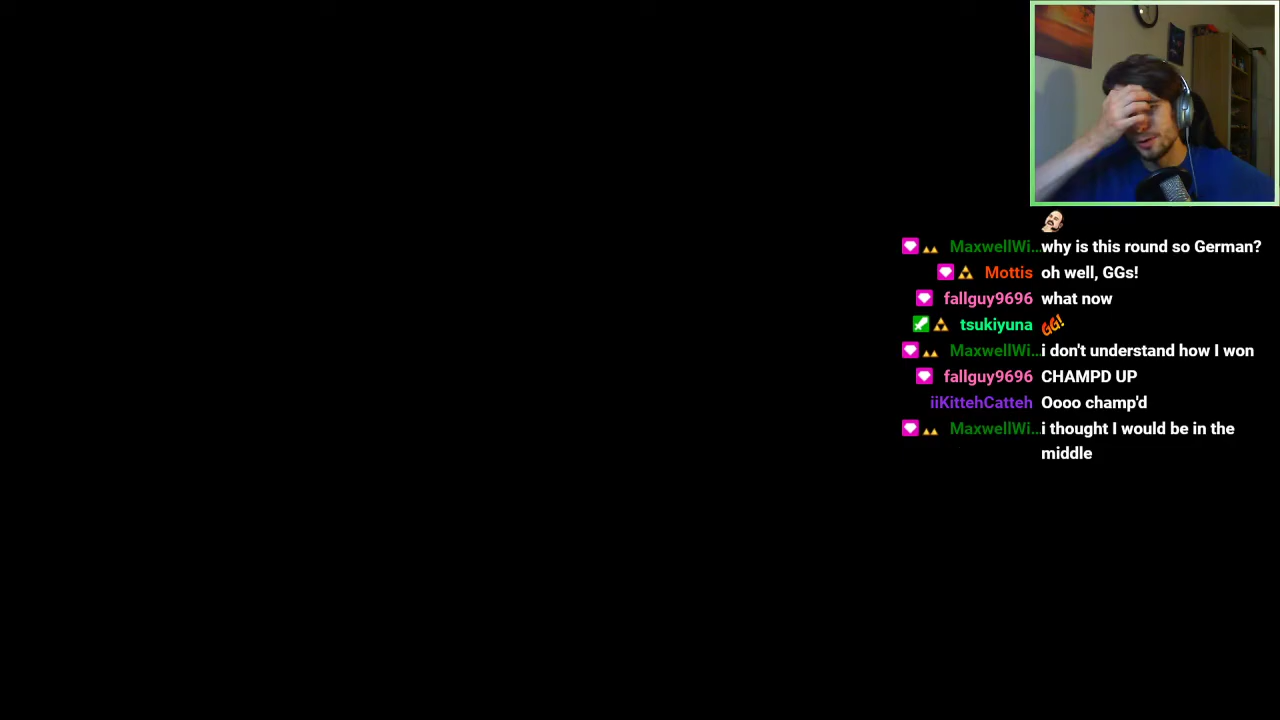 MaxwellWi... why is this round so German?
Mottis oh well, GGs!
fallguy9696 what now
tsukiyuna GG!
MaxwellWi... i don't understand how I won
fallguy9696 CHAMPD UP
iiKittehCatteh Oooo champ'd
MaxwellWi... i thought I would be in the
middle